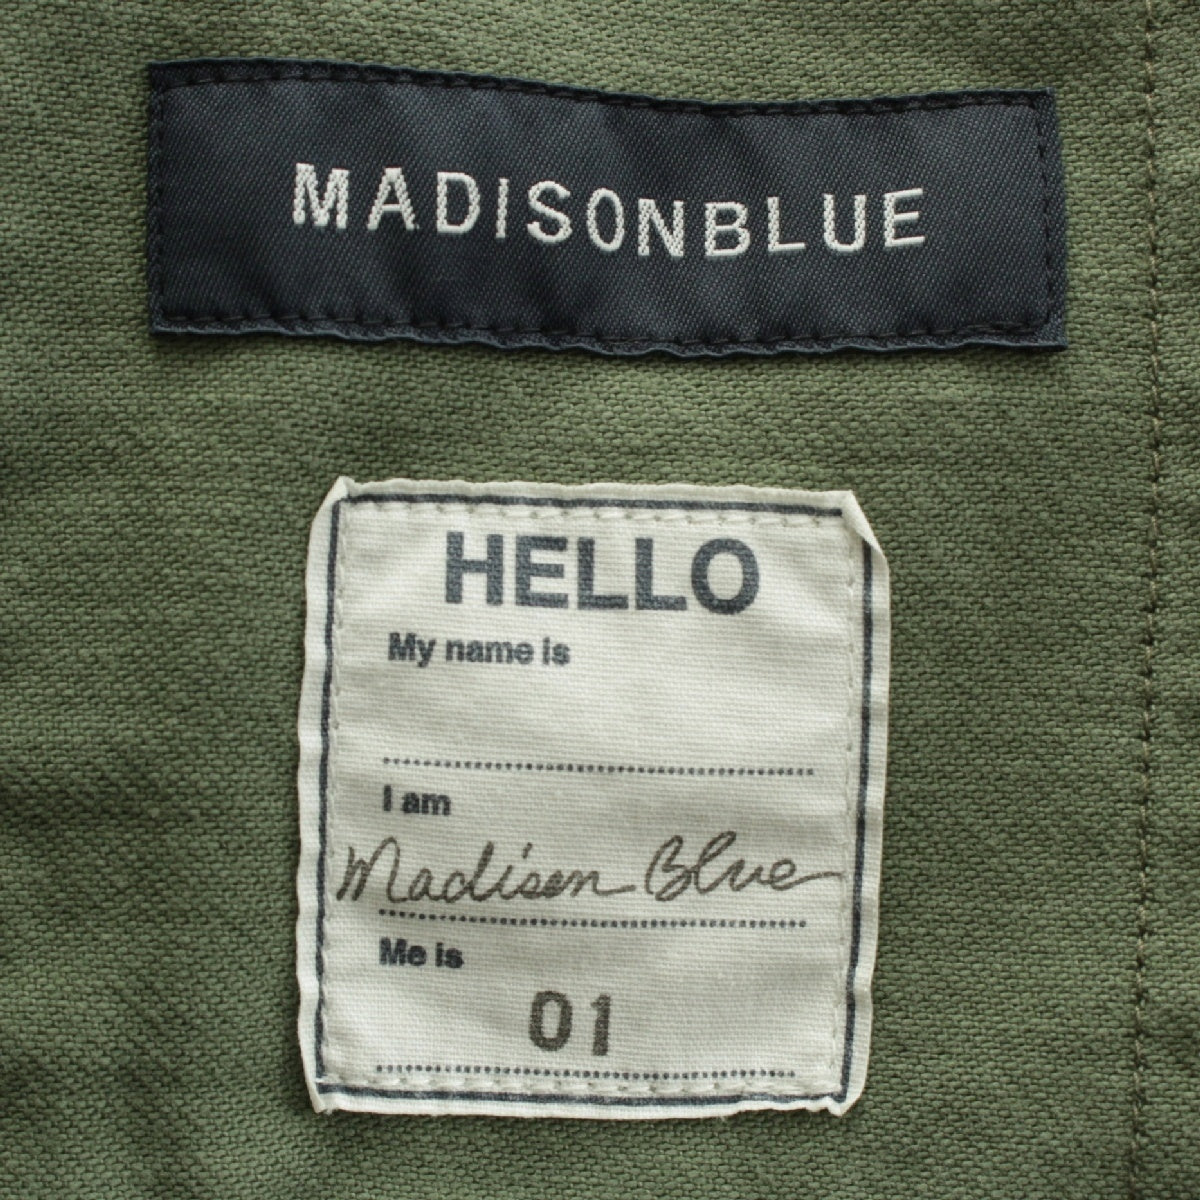 MADISONBLUE
HELLO
My name is
I am
Madison Blue
Me is
01